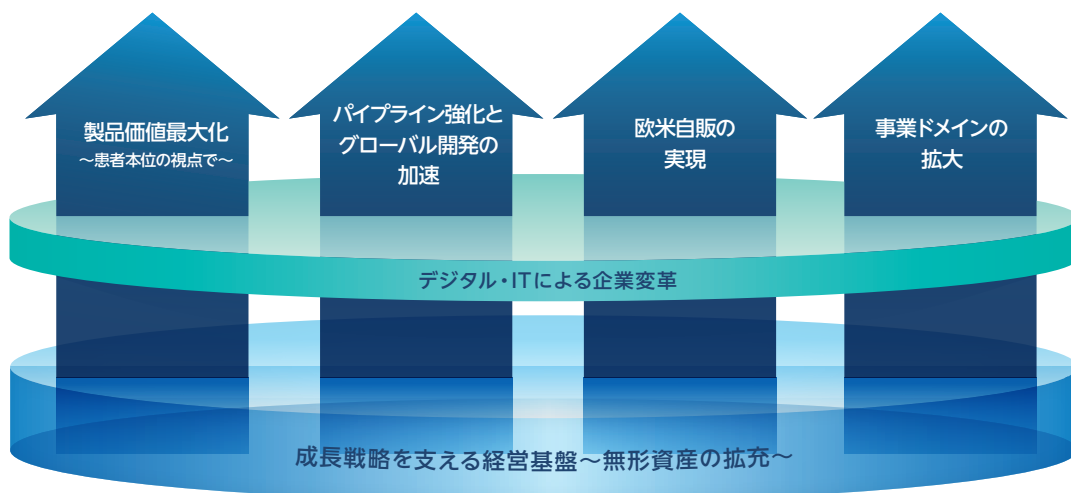 製品価値最大化
～患者本位の視点で～
パイプライン強化と
グローバル開発の
加速
欧米自販の
実現
事業ドメインの
拡大
デジタル・ITによる企業変革
成長戦略を支える経営基盤～無形資産の拡充～